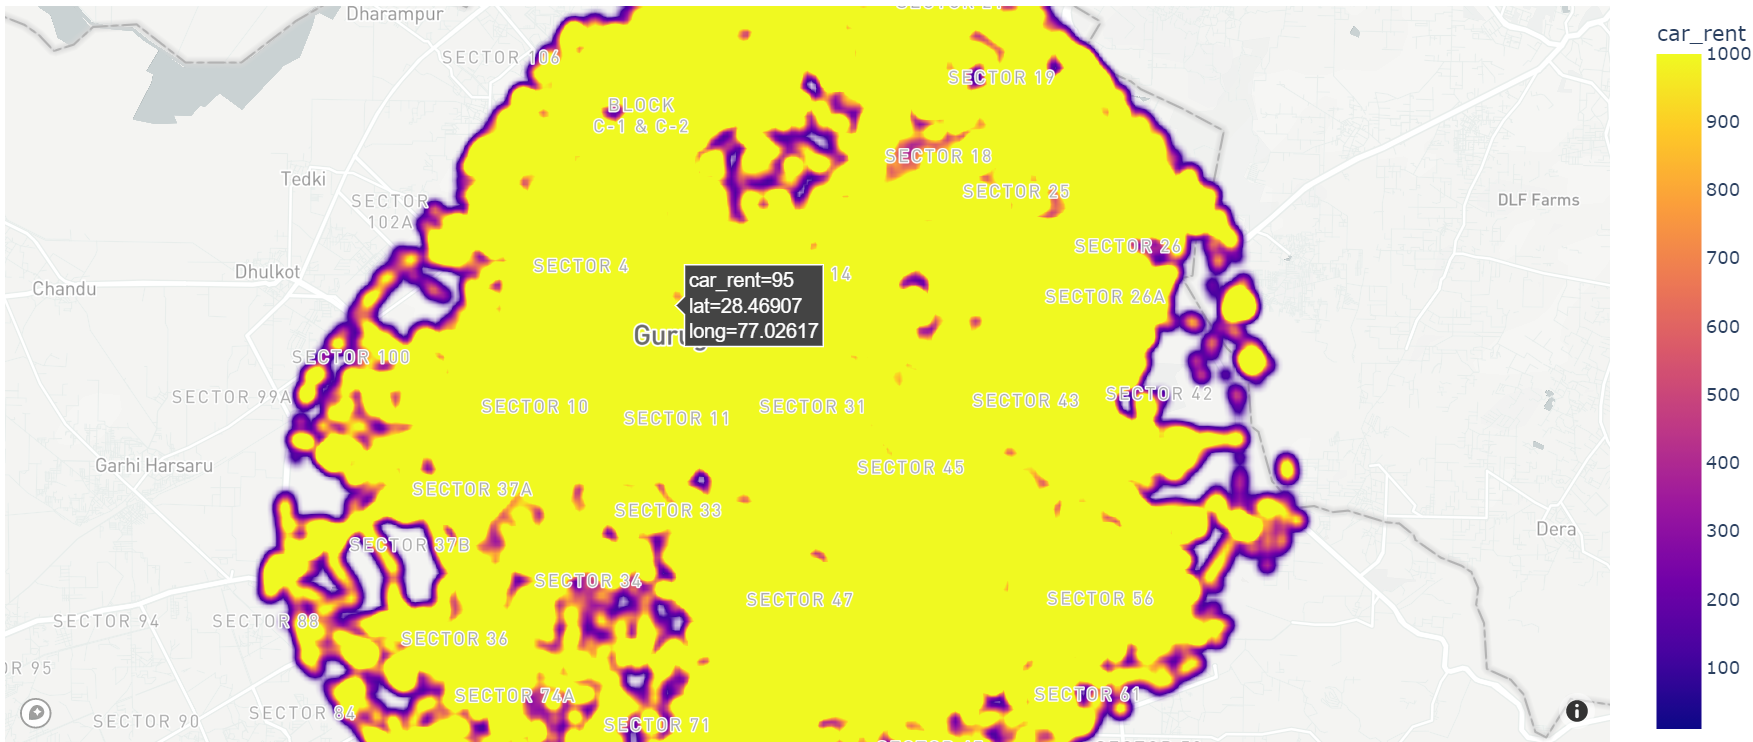 Dharampur
car_rent
1000
SECTOR 106
SECTOR 19
BLOCK
C-1 & C-2
900
SECTOR 18
Tedki
800
SECTOR 25
SECTOR
102A
DLF Farms
SECTOR 26
700
SECTOR 4
Dhulkot
14
car_rent=95
lat=28.46907
long=77.02617
Chandu
SECTOR 26A
600
SECTOR 100
SECTOR 99A
SECTOR 42
500
SECTOR 10
SECTOR 11
SECTOR 31
SECTOR 43
Garhi Harsaru
SECTOR 45
400
SECTOR 37A
SECTOR 33
Dera
300
SECTOR 37B
SECTOR 34
SECTOR 47
SECTOR 56
200
SECTOR 94
SECTOR 88
SECTOR 36
OR 95
100
SECTOR 74A
SECTOR 61
SECTOR 90
SECTOR 84
SECTOR 71